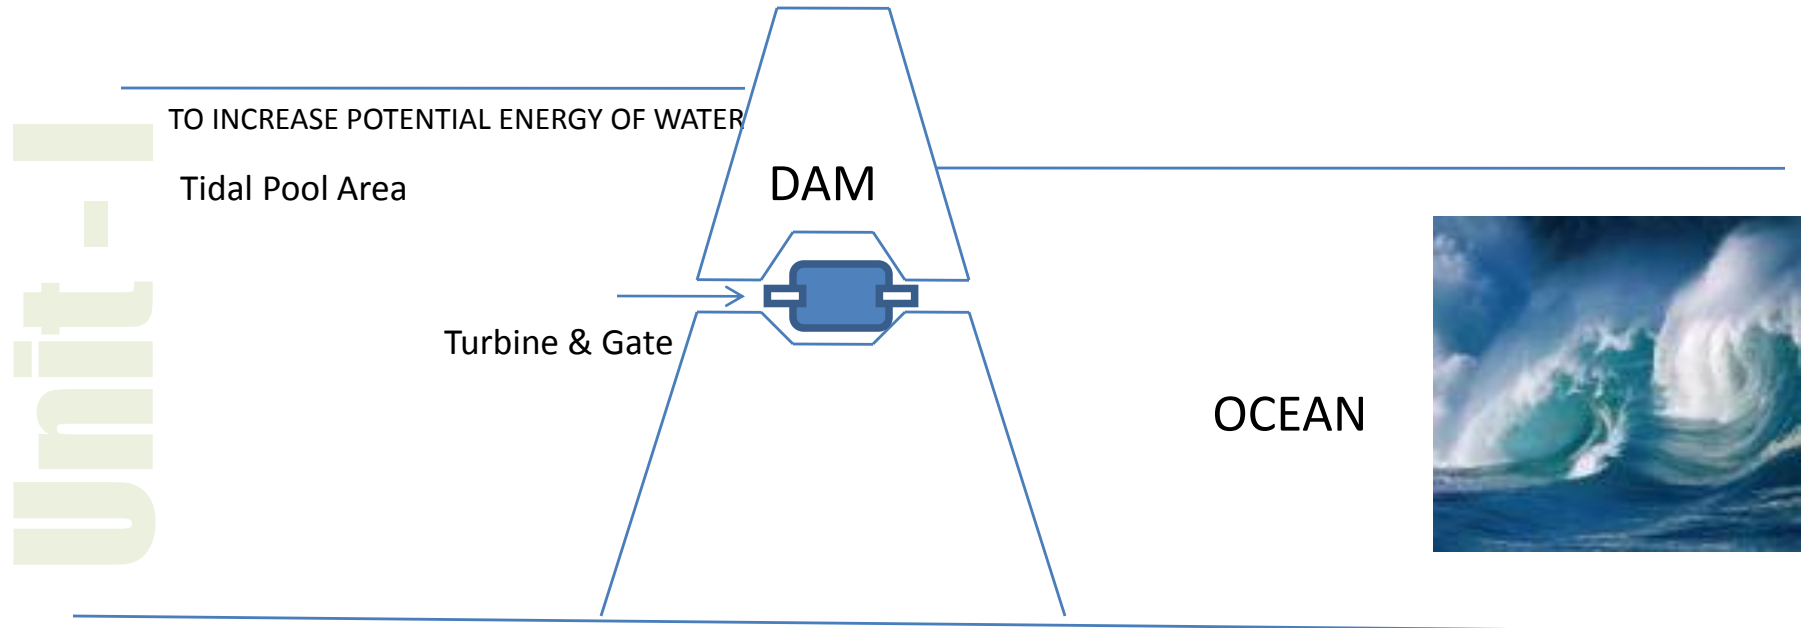 Unit - I
TO INCREASE POTENTIAL ENERGY OF WATER
Tidal Pool Area
DAM
Turbine & Gate
OCEAN